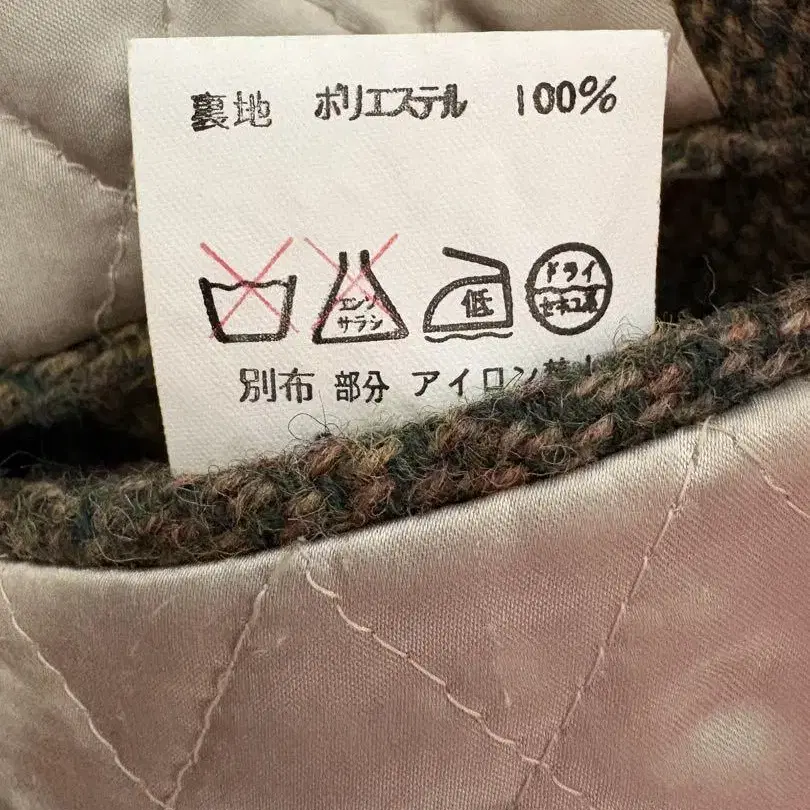 裏地 ポリエステル 100%
エンソ サラシ 低 ドライ セキユ系
別布 部分 アイロン